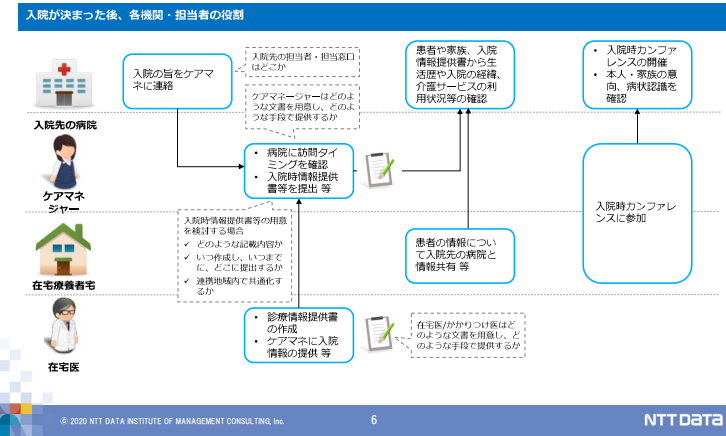 入院が決まった後、各機関・担当者の役割
入院先の病院
入院の旨をケアマ
ネに連絡
入院先の担当者・担当窓口
はどこか
患者や家族、入院
情報提供書から生
活歴や入院の経緯、
介護サービスの利
用状況等の確認
• 入院時カンファ
レンスの開催
• 本人・家族の意
向、病状認識を
確認
ケアマネージャーはどのよ
うな文書を用意し、どのよ
うな手段で提供するか
ケアマネ
ジャー
• 病院に訪問タイ
ミングを確認
• 入院時情報提供
書等を提出 等
入院時カンファレ
ンスに参加
入院時情報提供書等の用意
を検討する場合
✓ どのような記載内容か
✓ いつ作成し、いつまで
に、どこに提出するか
✓ 連携地域内で共通化す
るか
在宅療養者宅
患者の情報につい
て入院先の病院と
情報共有 等
在宅医
• 診療情報提供書
の作成
• ケアマネに入院
情報の提供 等
在宅医/かかりつけ医はど
のような文書を用意し、ど
のような手段で提供するか
© 2020 NTT DATA INSTITUTE OF MANAGEMENT CONSULTING, Inc.
6
NTT DATA